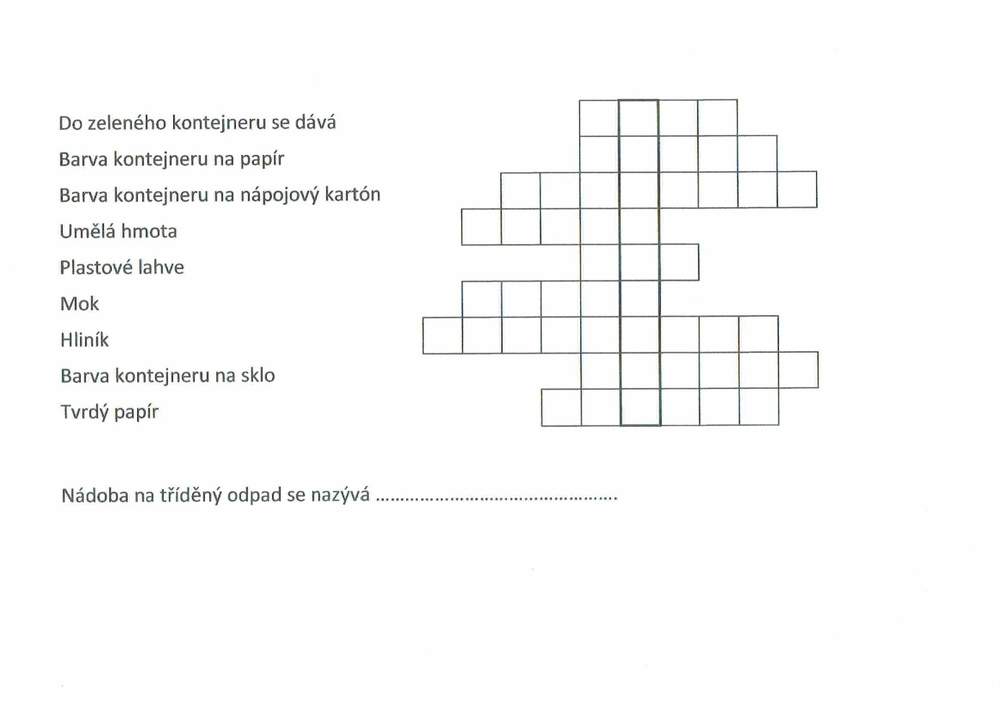 Do zeleného kontejneru se dává
Barva kontejneru na papír
Barva kontejneru na nápojový kartón
Umělá hmota
Plastové lahve
Mok
Hliník
Barva kontejneru na sklo
Tvrdý papír
Nádoba na tříděný odpad se nazývá ..................................................